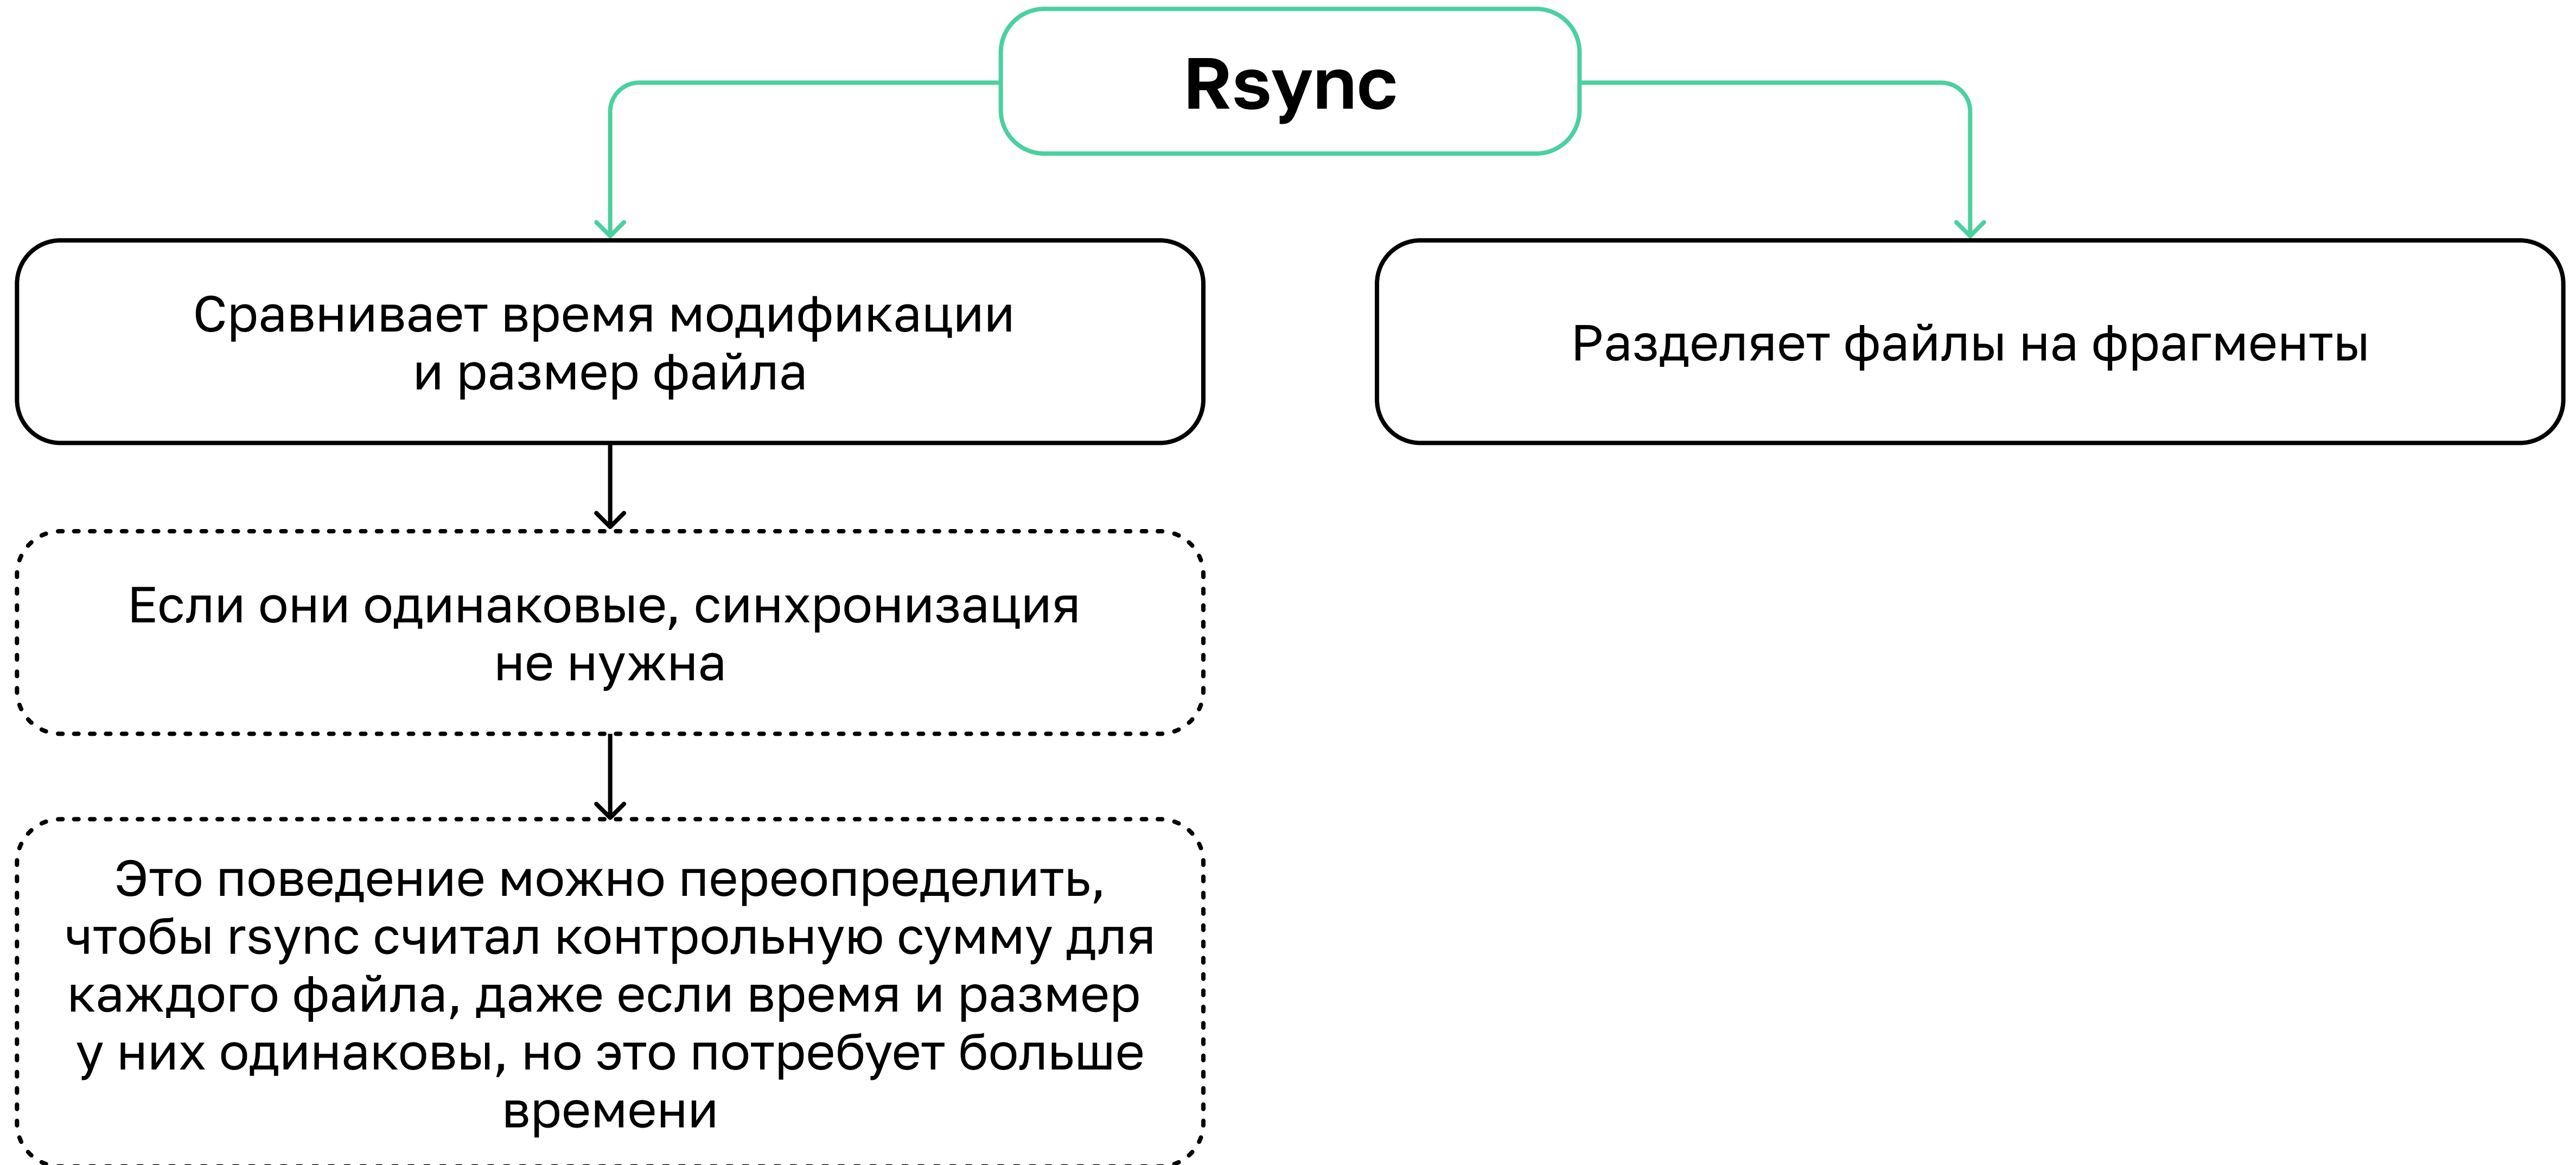 Rsync
Сравнивает время модификации
и размер файла
Разделяет файлы на фрагменты
Если они одинаковые, синхронизация
не нужна
Это поведение можно переопределить,
чтобы rsync считал контрольную сумму для
каждого файла, даже если время и размер
у них одинаковы, но это потребует больше
времени